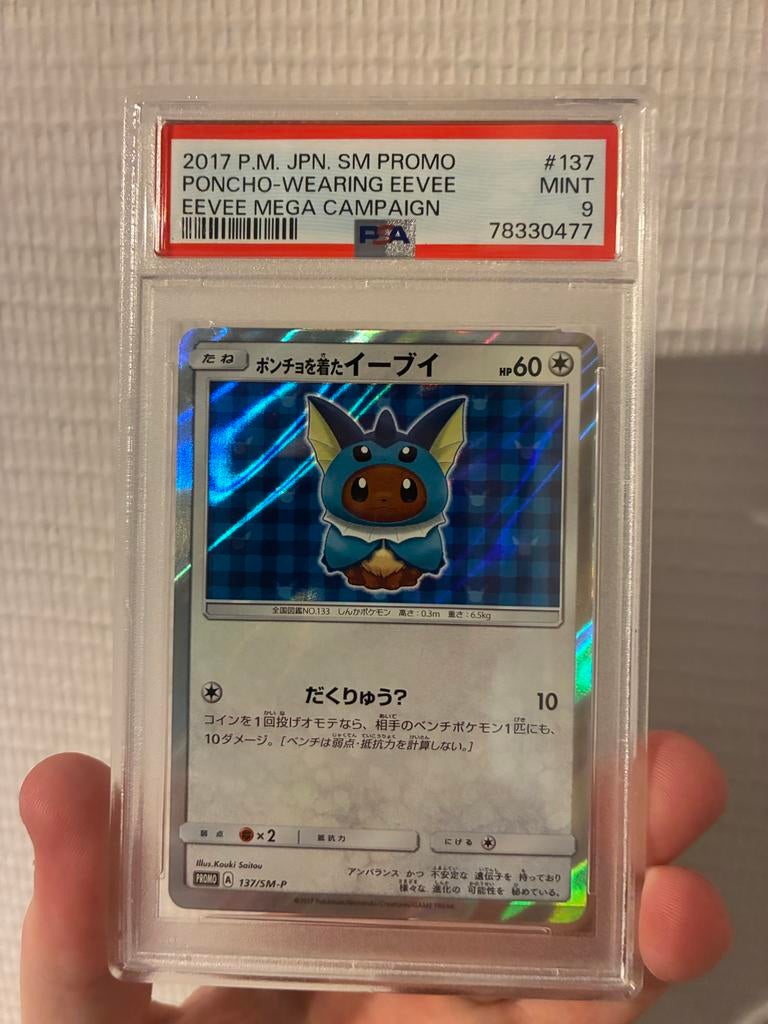 2017 P.M. JPN. SM PROMO #137
PONCHO-WEARING EEVEE MINT
EEVEE MEGA CAMPAIGN 9
PSA 78330477
たね ポンチョを着たイーブイ HP60
全国図鑑NO.133 しんかポケモン 高さ:0.3m 重さ:6.5kg
だくりゅう? 10
コインを1回投げオモテなら、相手のベンチポケモン1匹にも、
10ダメージ。[ベンチは弱点・抵抗力を計算しない。]
弱点 ×2 抵抗力 にげる
Illus.Kouki Saitou
PROMO A 137/SM-P
アンバランス かつ 不安定な 遺伝子を 持っており
様々な 進化の 可能性を 秘めている。
©2017 Pokémon/Nintendo/Creatures/GAME FREAK